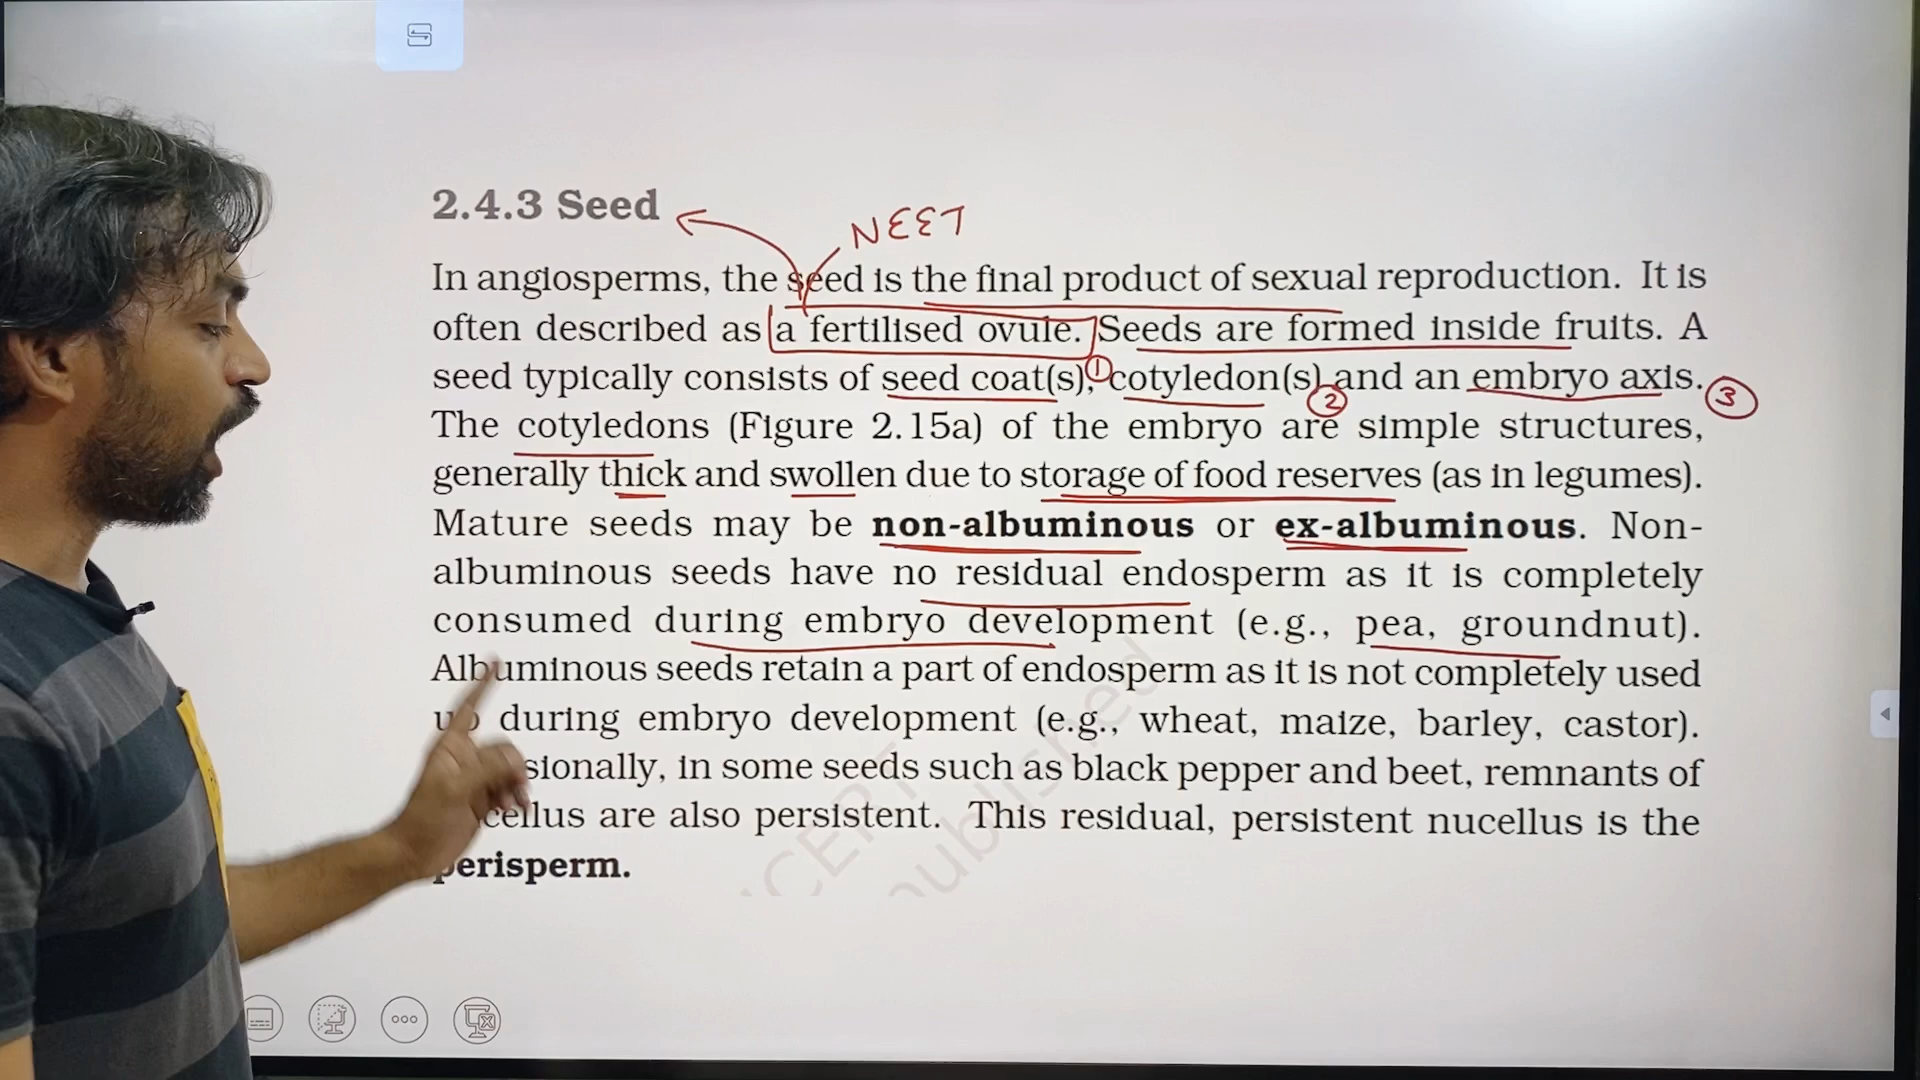 2.4.3 Seed
NEET
In angiosperms, the seed is the final product of sexual reproduction. It is
often described as a fertilised ovule. Seeds are formed inside fruits. A
seed typically consists of seed coat(s), cotyledon(s) and an embryo axis.
1
2
3
The cotyledons (Figure 2.15a) of the embryo are simple structures,
generally thick and swollen due to storage of food reserves (as in legumes).
Mature seeds may be non-albuminous or ex-albuminous. Non-
albuminous seeds have no residual endosperm as it is completely
consumed during embryo development (e.g., pea, groundnut).
Albuminous seeds retain a part of endosperm as it is not completely used
up during embryo development (e.g., wheat, maize, barley, castor).
sionally, in some seeds such as black pepper and beet, remnants of
cellus are also persistent. This residual, persistent nucellus is the
perisperm.
published